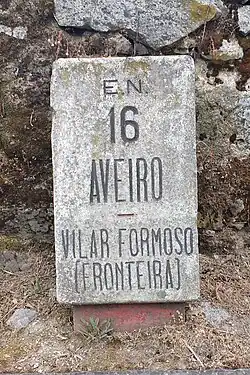 E.N.
16
AVEIRO
—
VILAR FORMOSO
(FRONTEIRA)